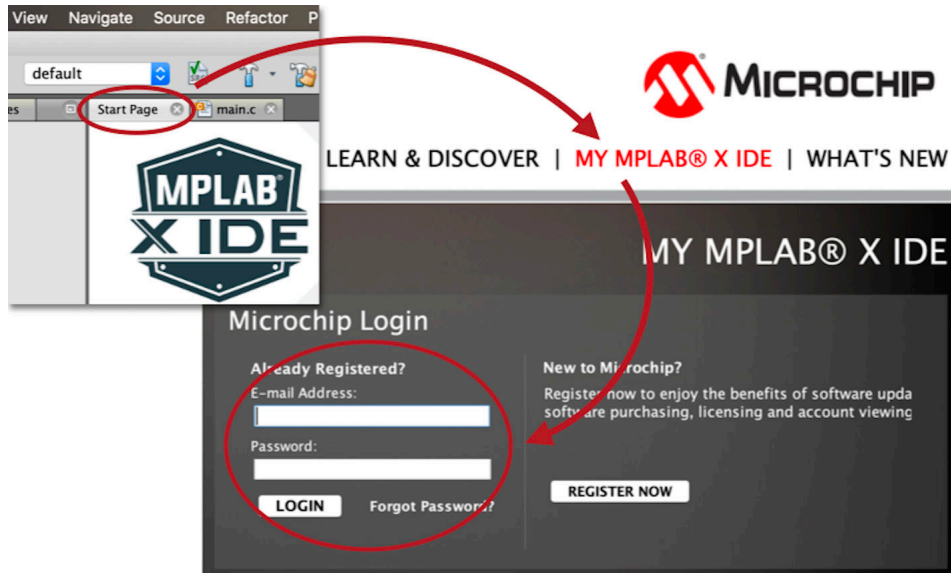 View Navigate Source Refactor P
default
es Start Page main.c
MPLAB®
X IDE
MICROCHIP
LEARN & DISCOVER | MY MPLAB® X IDE | WHAT'S NEW
MY MPLAB® X IDE
Microchip Login
Already Registered?
E-mail Address:
Password:
LOGIN Forgot Password?
New to Microchip?
Register now to enjoy the benefits of software upda
software purchasing, licensing and account viewing
REGISTER NOW